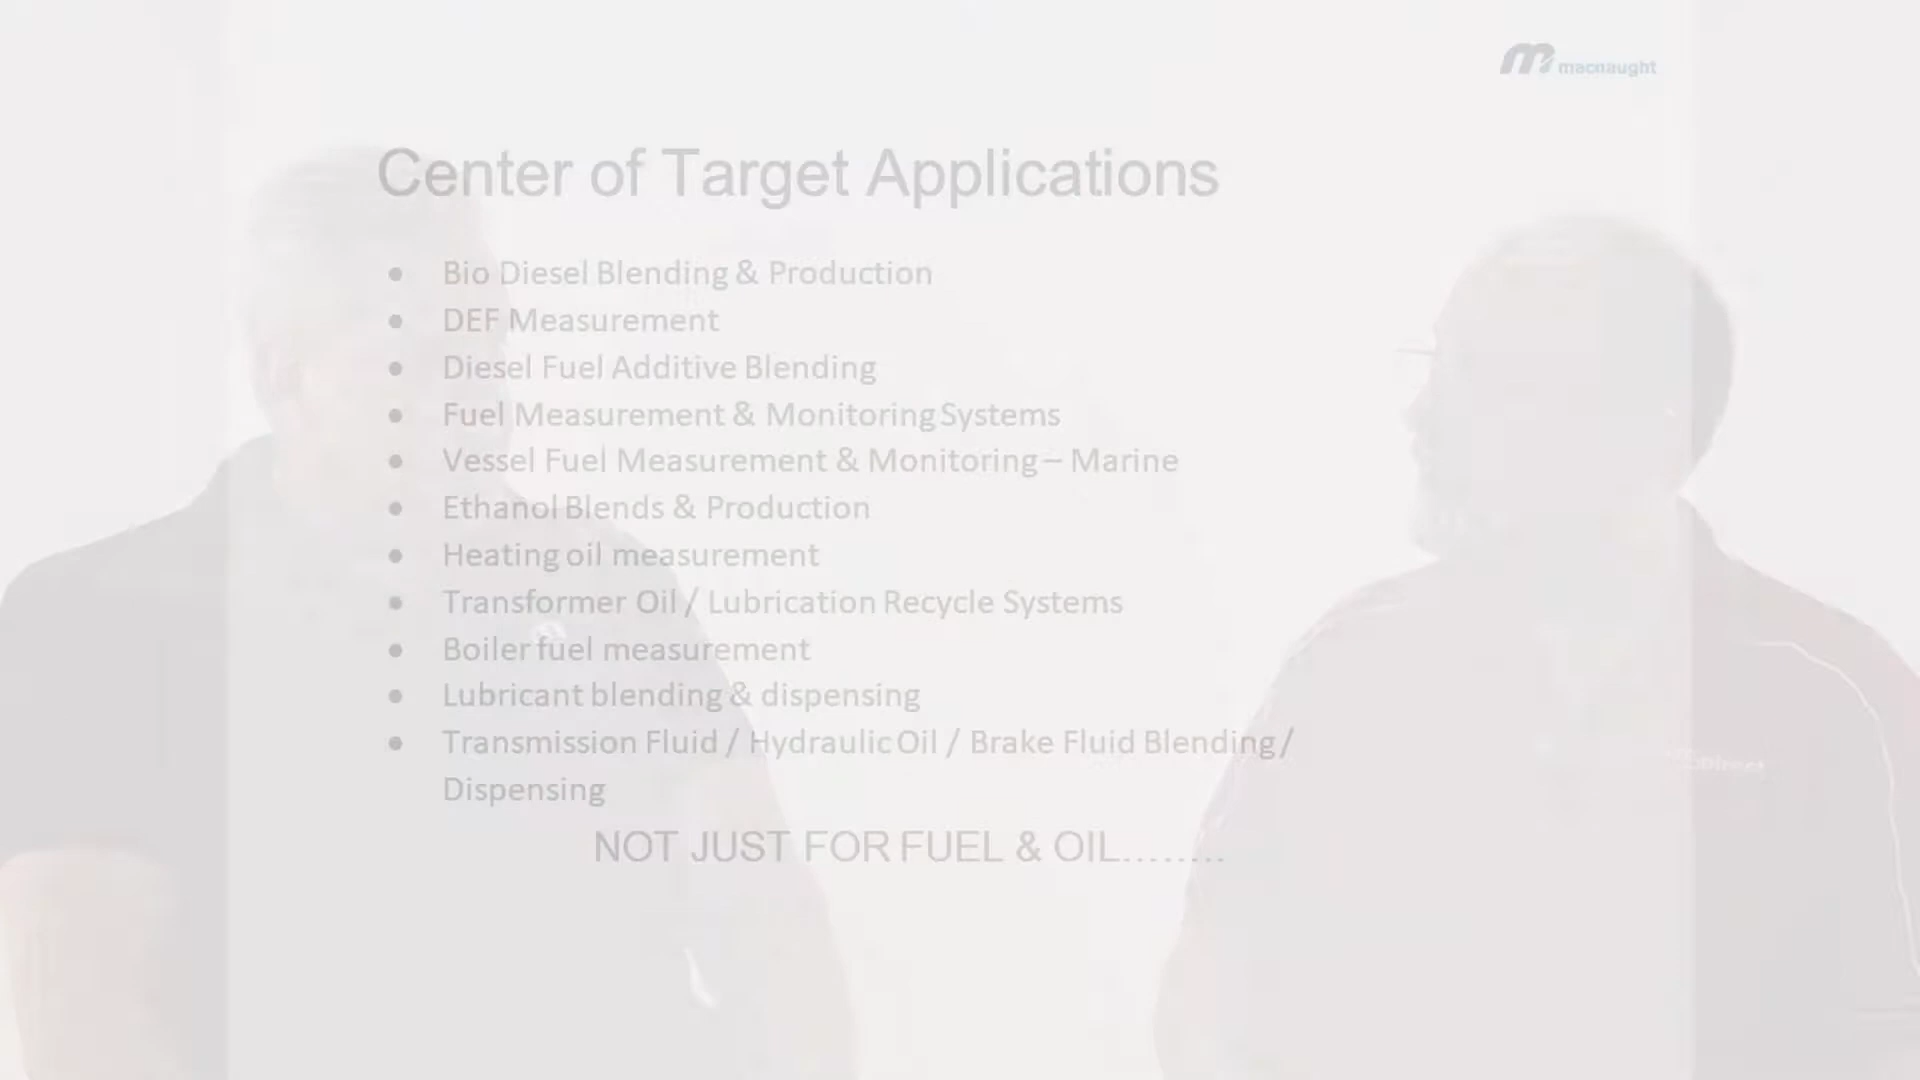 macnaught
Center of Target Applications
• Bio Diesel Blending & Production
• DEF Measurement
• Diesel Fuel Additive Blending
• Fuel Measurement & Monitoring Systems
• Vessel Fuel Measurement & Monitoring – Marine
• Ethanol Blends & Production
• Heating oil measurement
• Transformer Oil / Lubrication Recycle Systems
• Boiler fuel measurement
• Lubricant blending & dispensing
• Transmission Fluid / Hydraulic Oil / Brake Fluid Blending /
Dispensing
NOT JUST FOR FUEL & OIL........